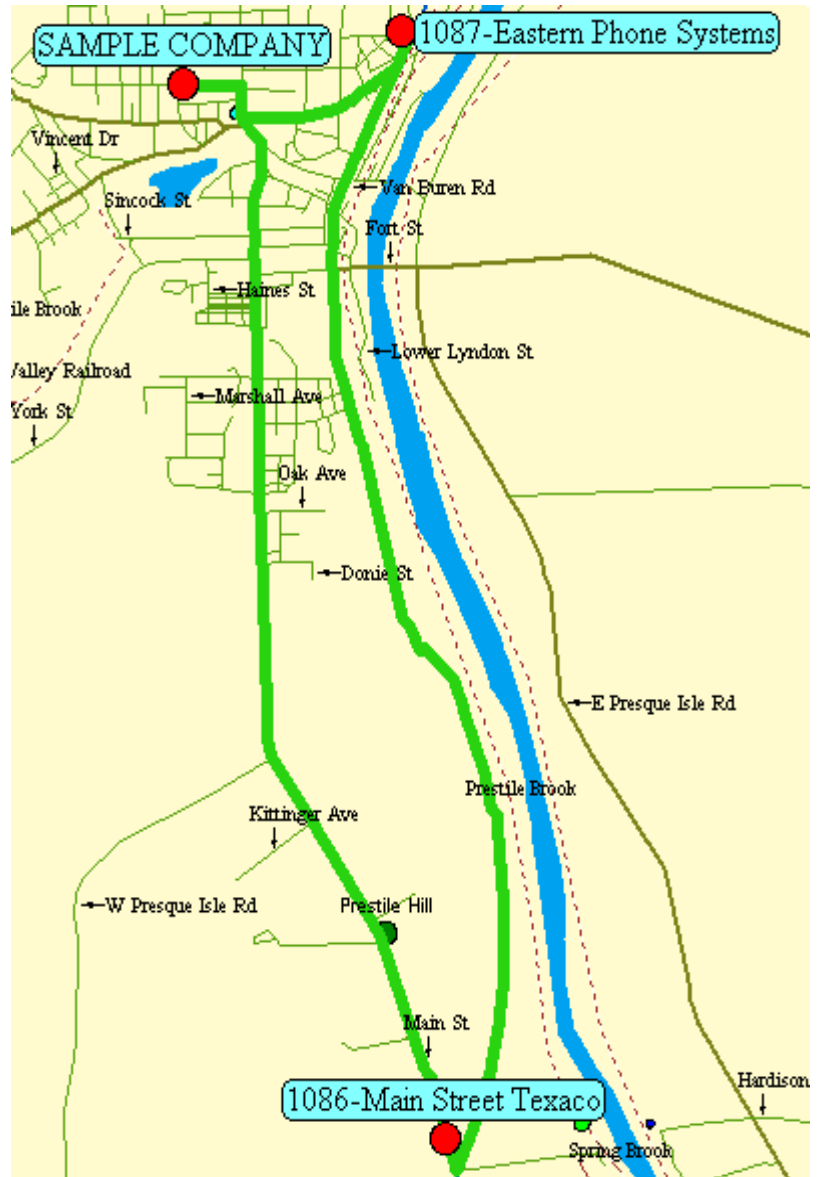 1087-Eastern Phone Systems
SAMPLE COMPANY
Vincent Dr
Van Buren Rd
Sincock St
Fort St
Haines St
ile Brook
Lower Lyndon St
Valley Railroad
Marshall Ave
York St
Oak Ave
Donie St
E Presque Isle Rd
Prestile Brook
Kittinger Ave
W Presque Isle Rd
Prestile Hill
Main St
Hardison
1086-Main Street Texaco
Spring Brook